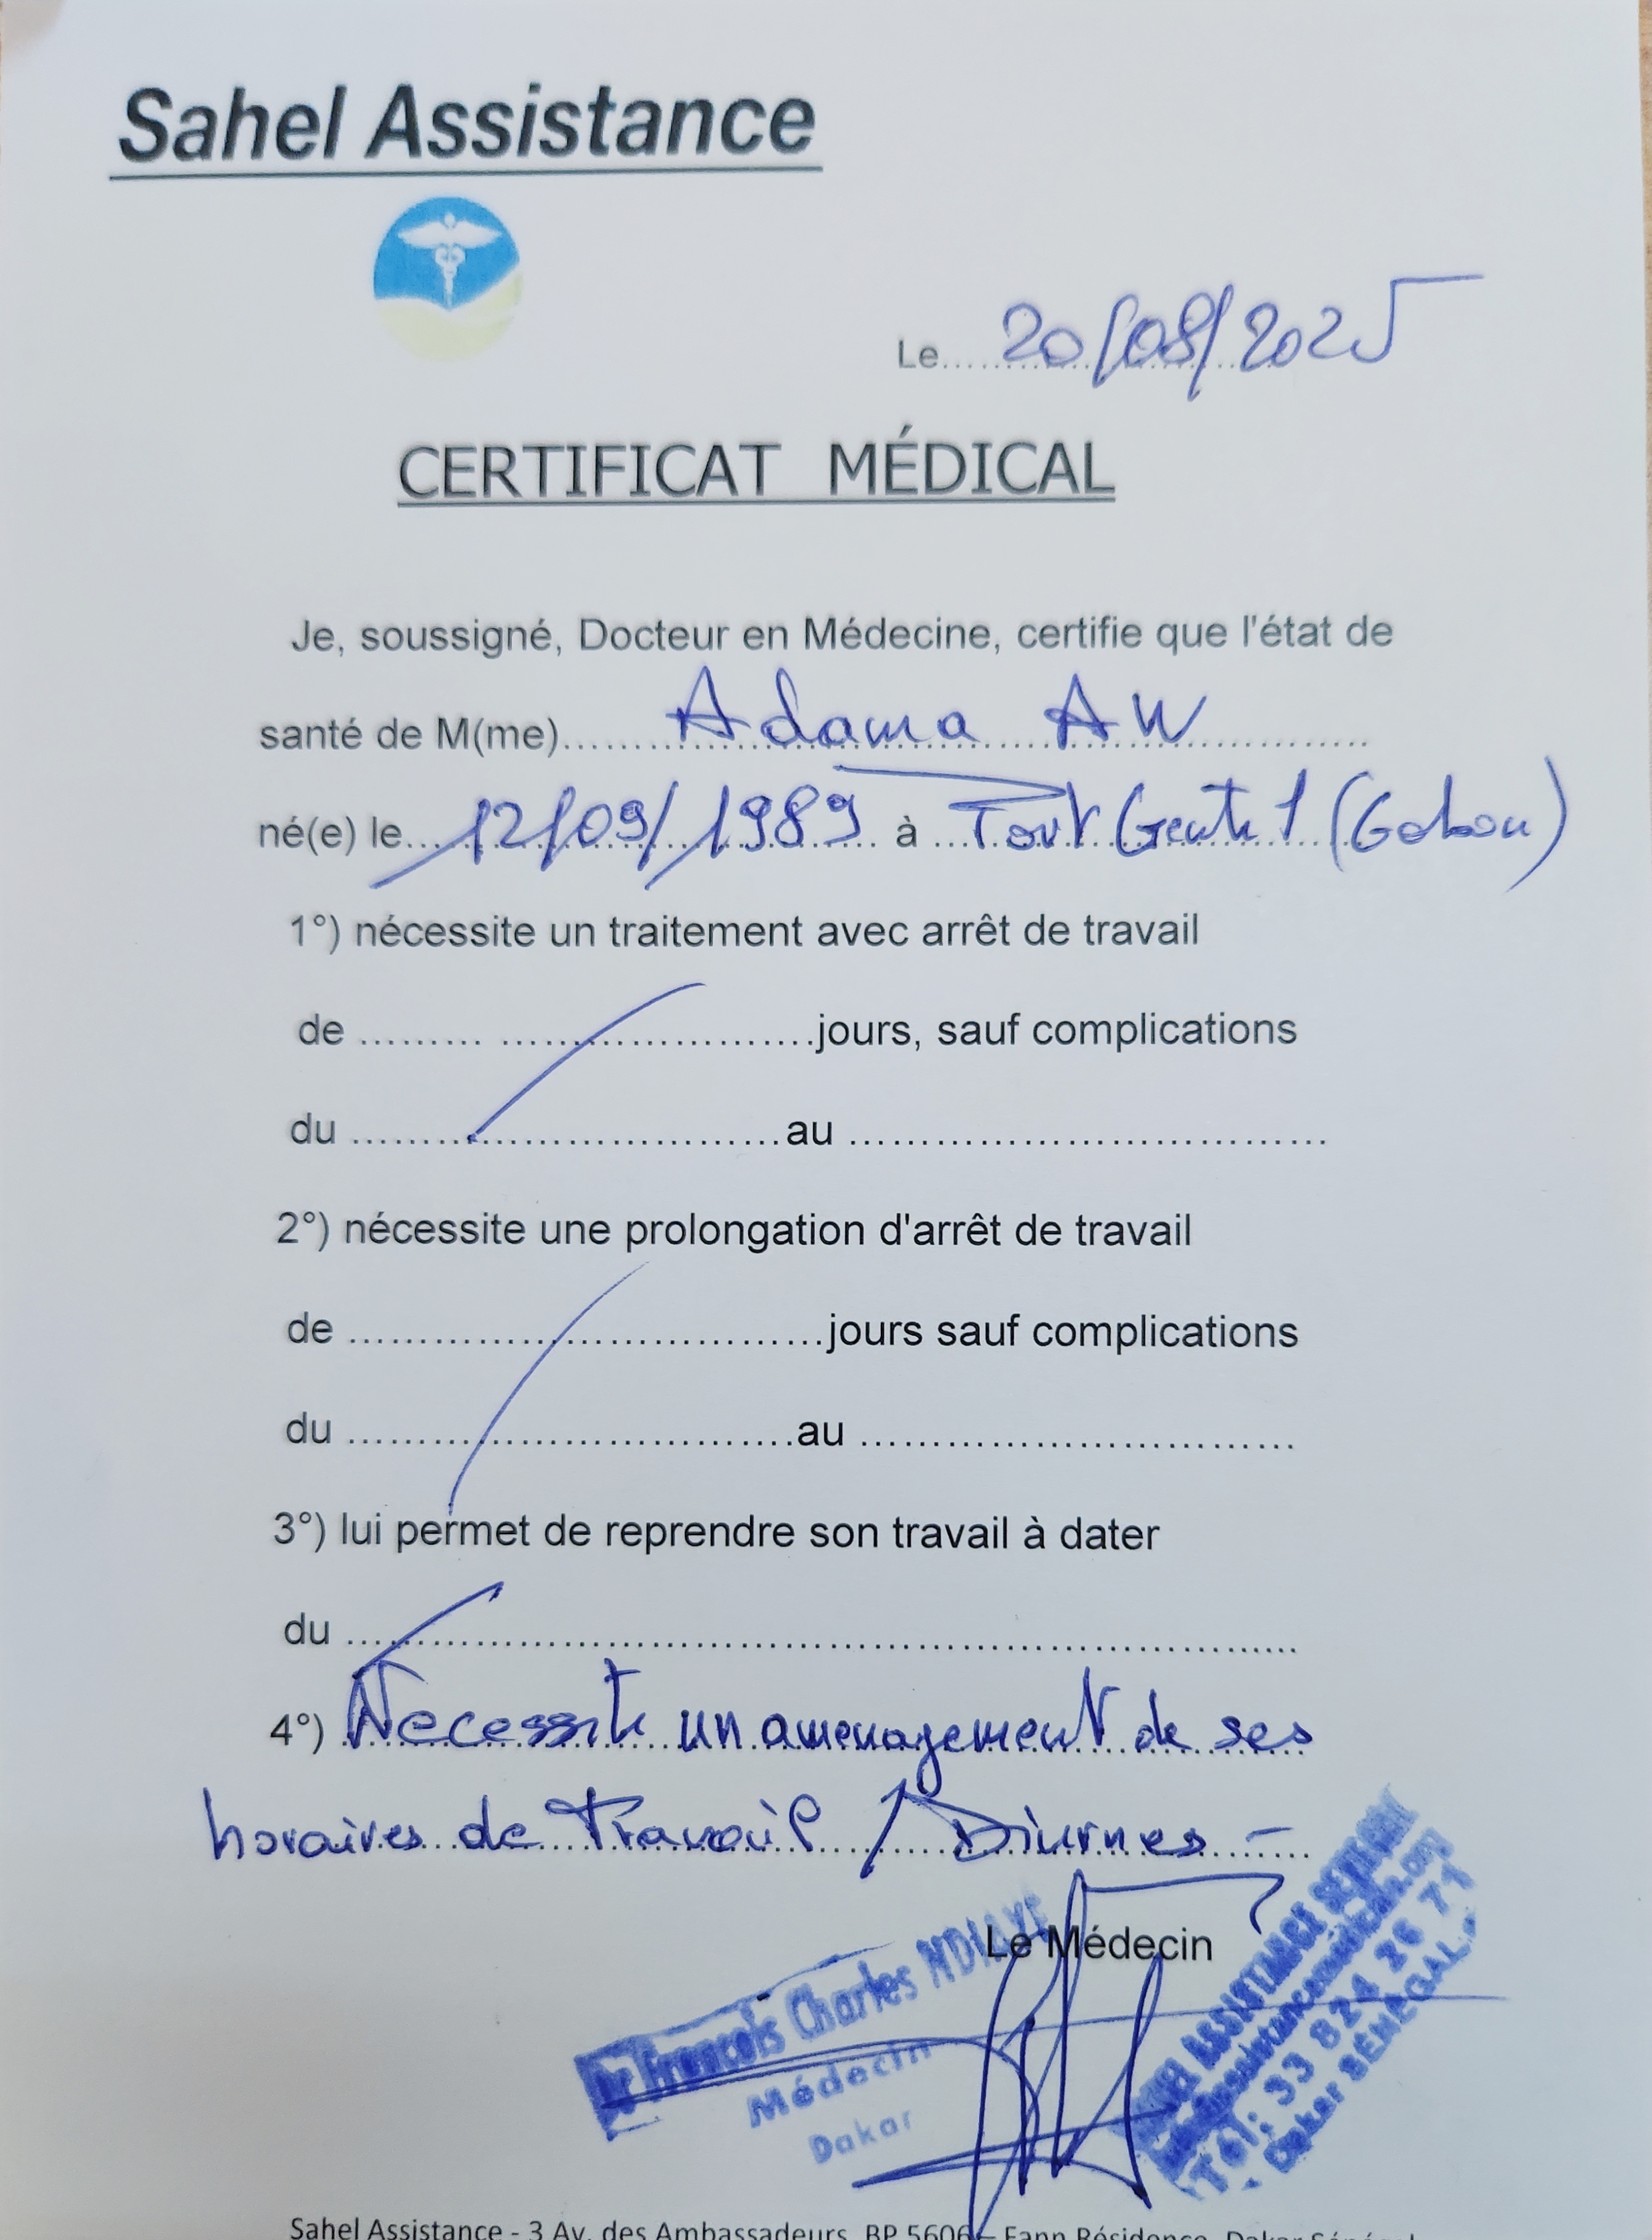 Sahel Assistance
Le.... 20/08/2025
CERTIFICAT MÉDICAL
Je, soussigné, Docteur en Médecine, certifie que l'état de
santé de M(me)..... Adama AW
né(e) le... 12/09/1989 à ... Port Gentil (Gabon)
1°) nécessite un traitement avec arrêt de travail
de ......... ..........................jours, sauf complications
du ..............................au ..................................
2°) nécessite une prolongation d'arrêt de travail
de .................................jours sauf complications
du ...............................au ..............................
3°) lui permet de reprendre son travail à dater
du ..................................................................
4°) Necessite un amenagement de ses
horaires de Travail / Diurnes -
Le Médecin
Dr François Charles NDIAYE
Médecin
Dakar
SAHEL ASSISTANCE
Tél: 33 824 26 71
Dakar SÉNÉGAL
Sahel Assistance - 3 Av. des Ambassadeurs, BP 5606 - Fann Résidence, Dakar Sénégal